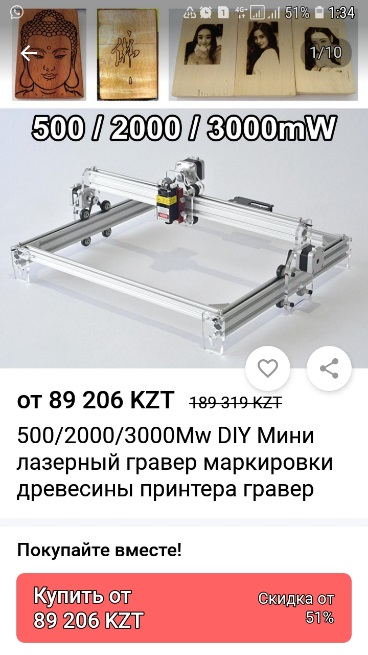 4G 51% 1:34
1/10
500 / 2000 / 3000mW
от 89 206 KZT 189 319 KZT
500/2000/3000Mw DIY Мини
лазерный гравер маркировки
древесины принтера гравер
Покупайте вместе!
Купить от
89 206 KZT
Скидка от
51%